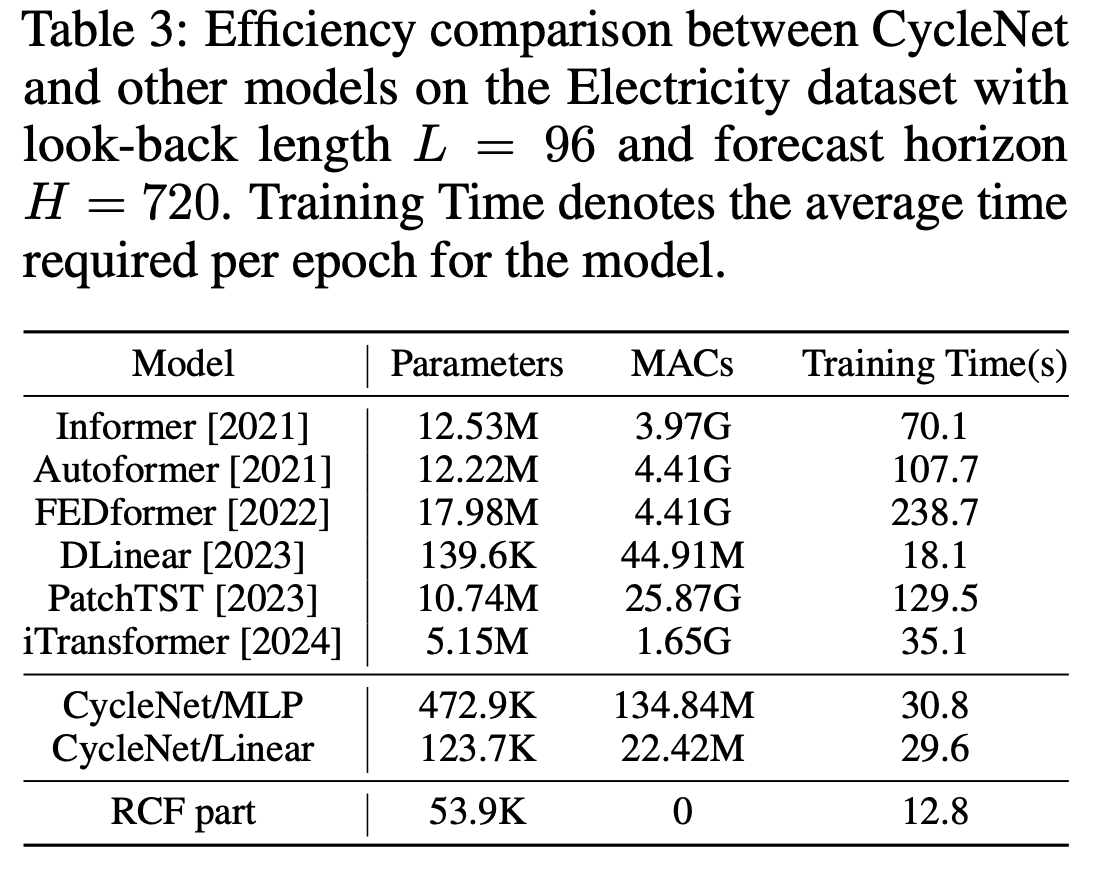 Table 3: Efficiency comparison between CycleNet
and other models on the Electricity dataset with
look-back length L = 96 and forecast horizon
H = 720. Training Time denotes the average time
required per epoch for the model.
Model Parameters MACs Training Time(s)
Informer [2021] 12.53M 3.97G 70.1
Autoformer [2021] 12.22M 4.41G 107.7
FEDformer [2022] 17.98M 4.41G 238.7
DLinear [2023] 139.6K 44.91M 18.1
PatchTST [2023] 10.74M 25.87G 129.5
iTransformer [2024] 5.15M 1.65G 35.1
CycleNet/MLP 472.9K 134.84M 30.8
CycleNet/Linear 123.7K 22.42M 29.6
RCF part 53.9K 0 12.8